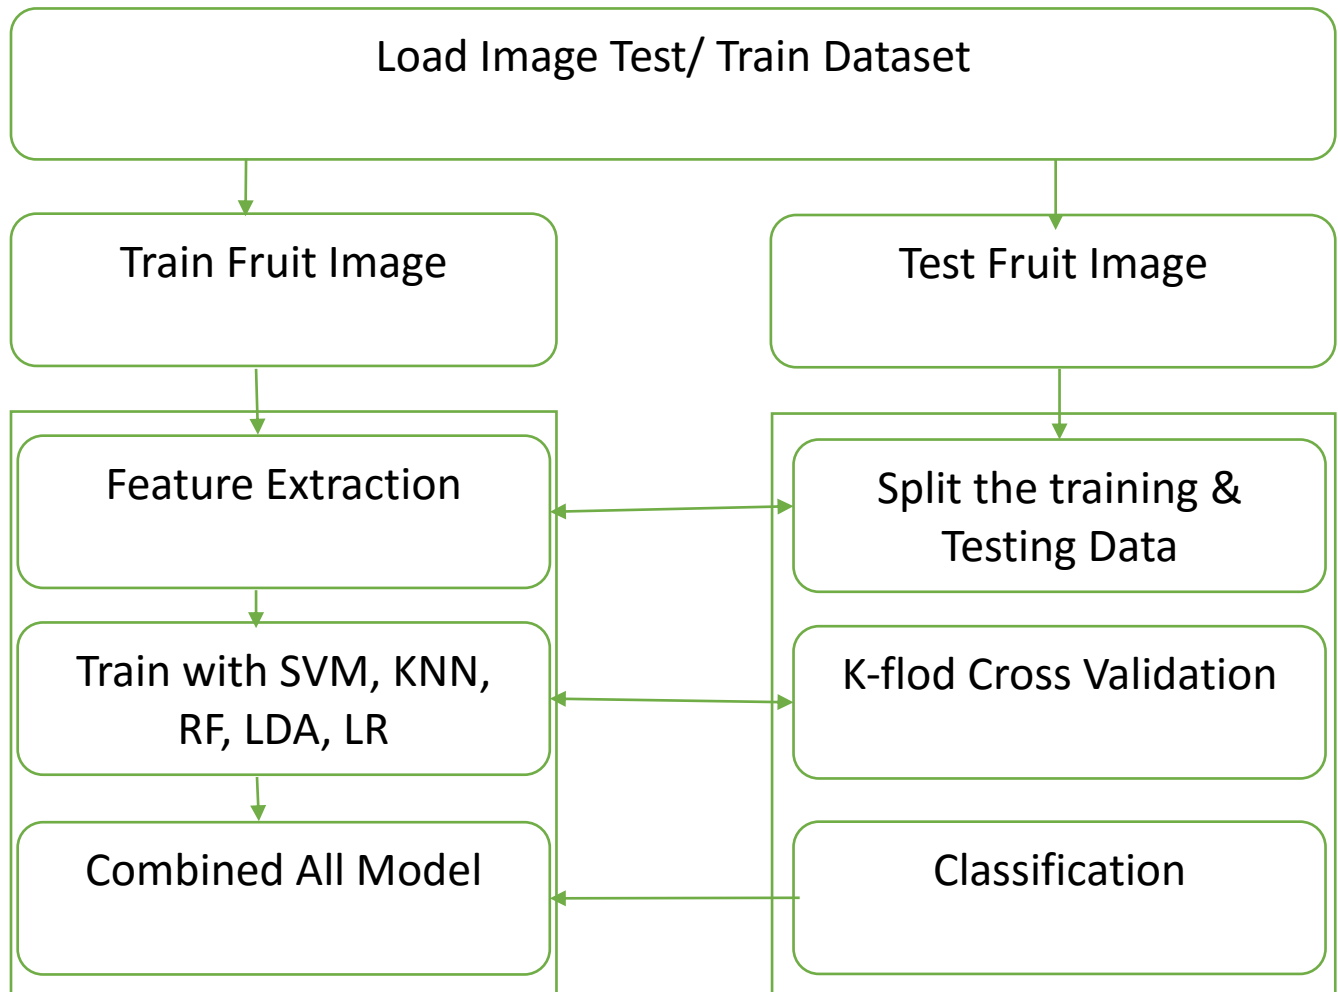 Load Image Test/ Train Dataset
Train Fruit Image
Test Fruit Image
Feature Extraction
Split the training &
Testing Data
Train with SVM, KNN,
RF, LDA, LR
K-flod Cross Validation
Combined All Model
Classification